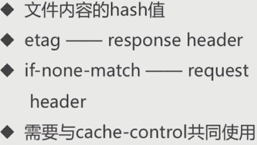 ◆ 文件内容的hash值
◆ etag —— response header
◆ if-none-match —— request
header
◆ 需要与cache-control共同使用